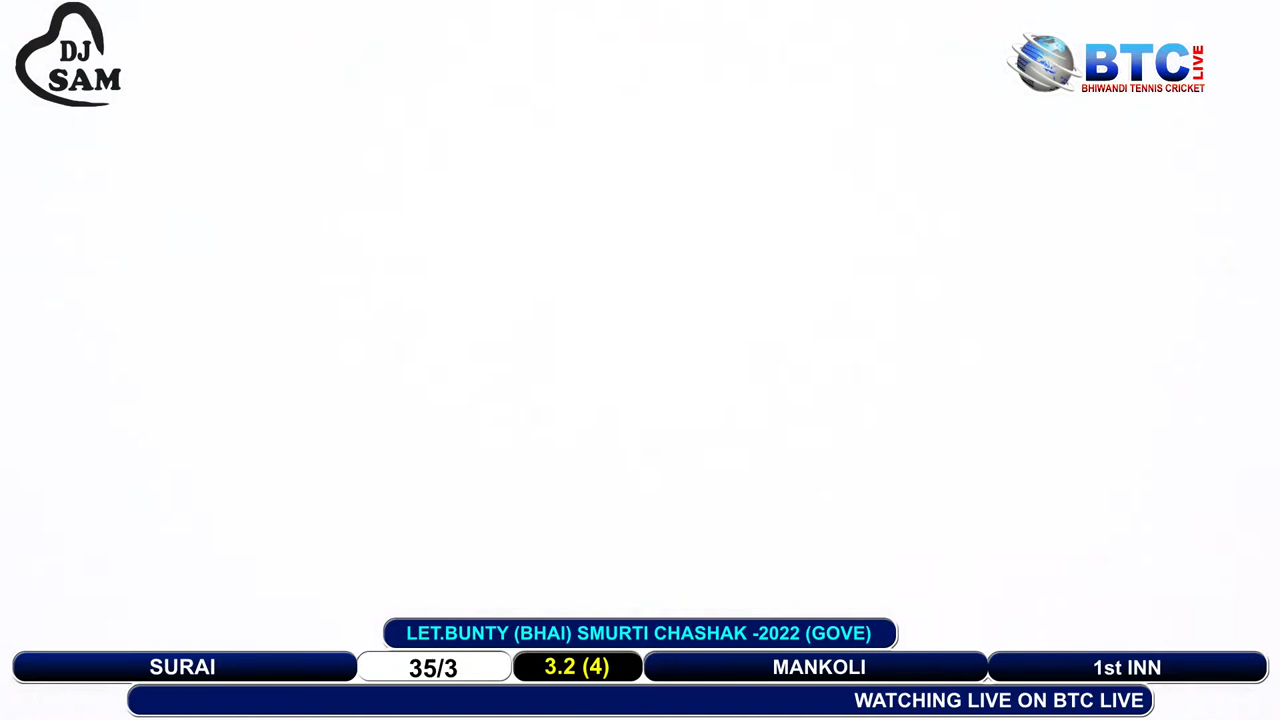 DJ
SAM
BTC LIVE
BHIWANDI TENNIS CRICKET
LET.BUNTY (BHAI) SMURTI CHASHAK -2022 (GOVE)
SURAI 35/3 3.2 (4) MANKOLI 1st INN
WATCHING LIVE ON BTC LIVE